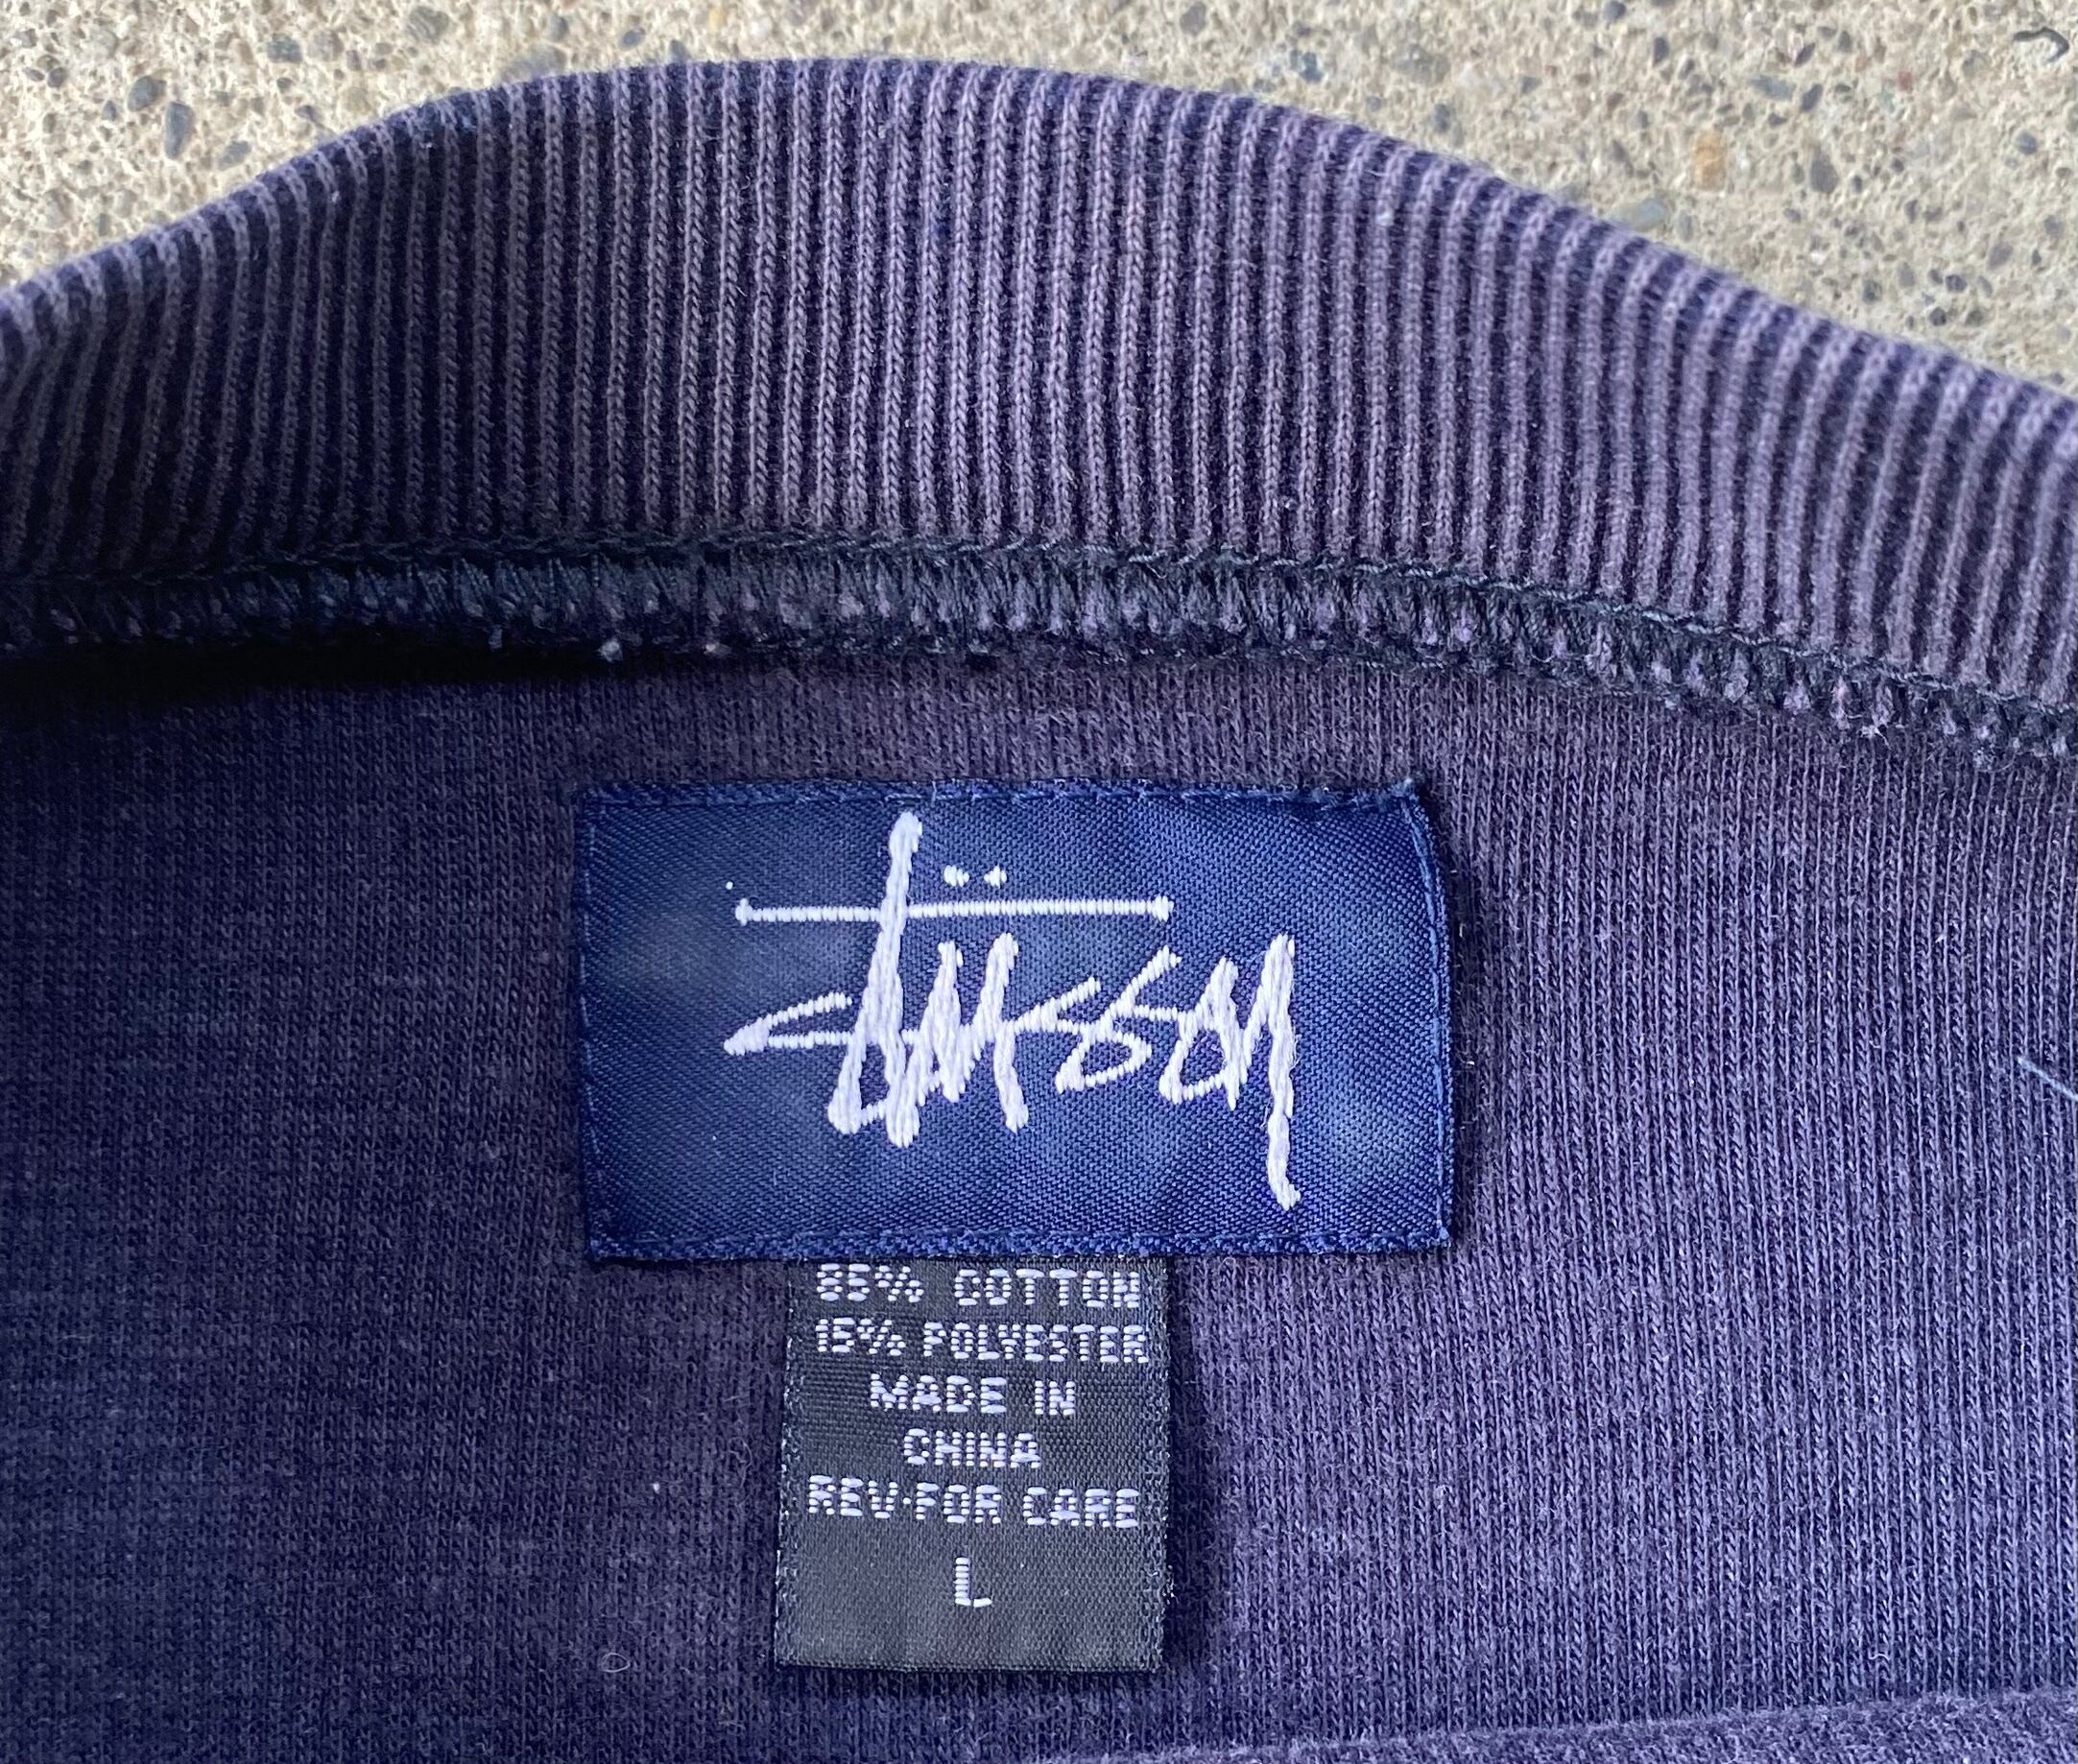 Stüssy
85% COTTON
15% POLYESTER
MADE IN
CHINA
REV·FOR CARE
L